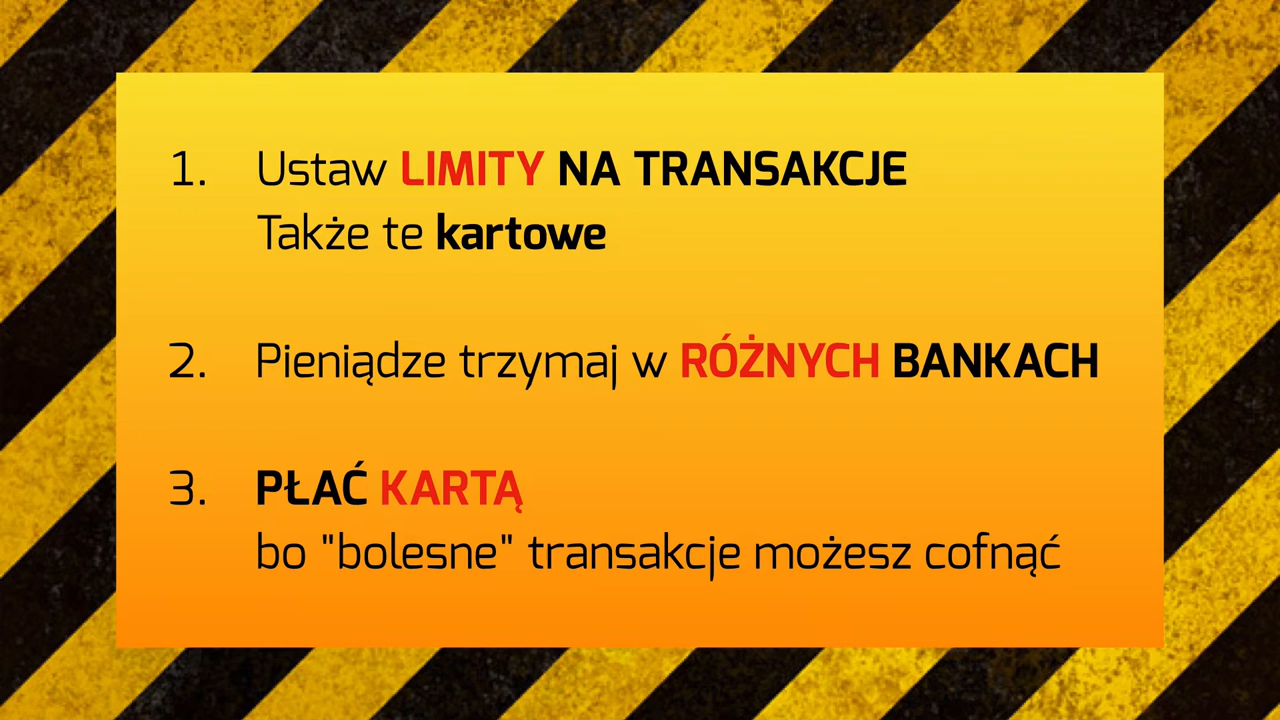 1. Ustaw LIMITY NA TRANSAKCJE
Także te kartowe
2. Pieniądze trzymaj w RÓŻNYCH BANKACH
3. PŁAĆ KARTĄ
bo "bolesne" transakcje możesz cofnąć